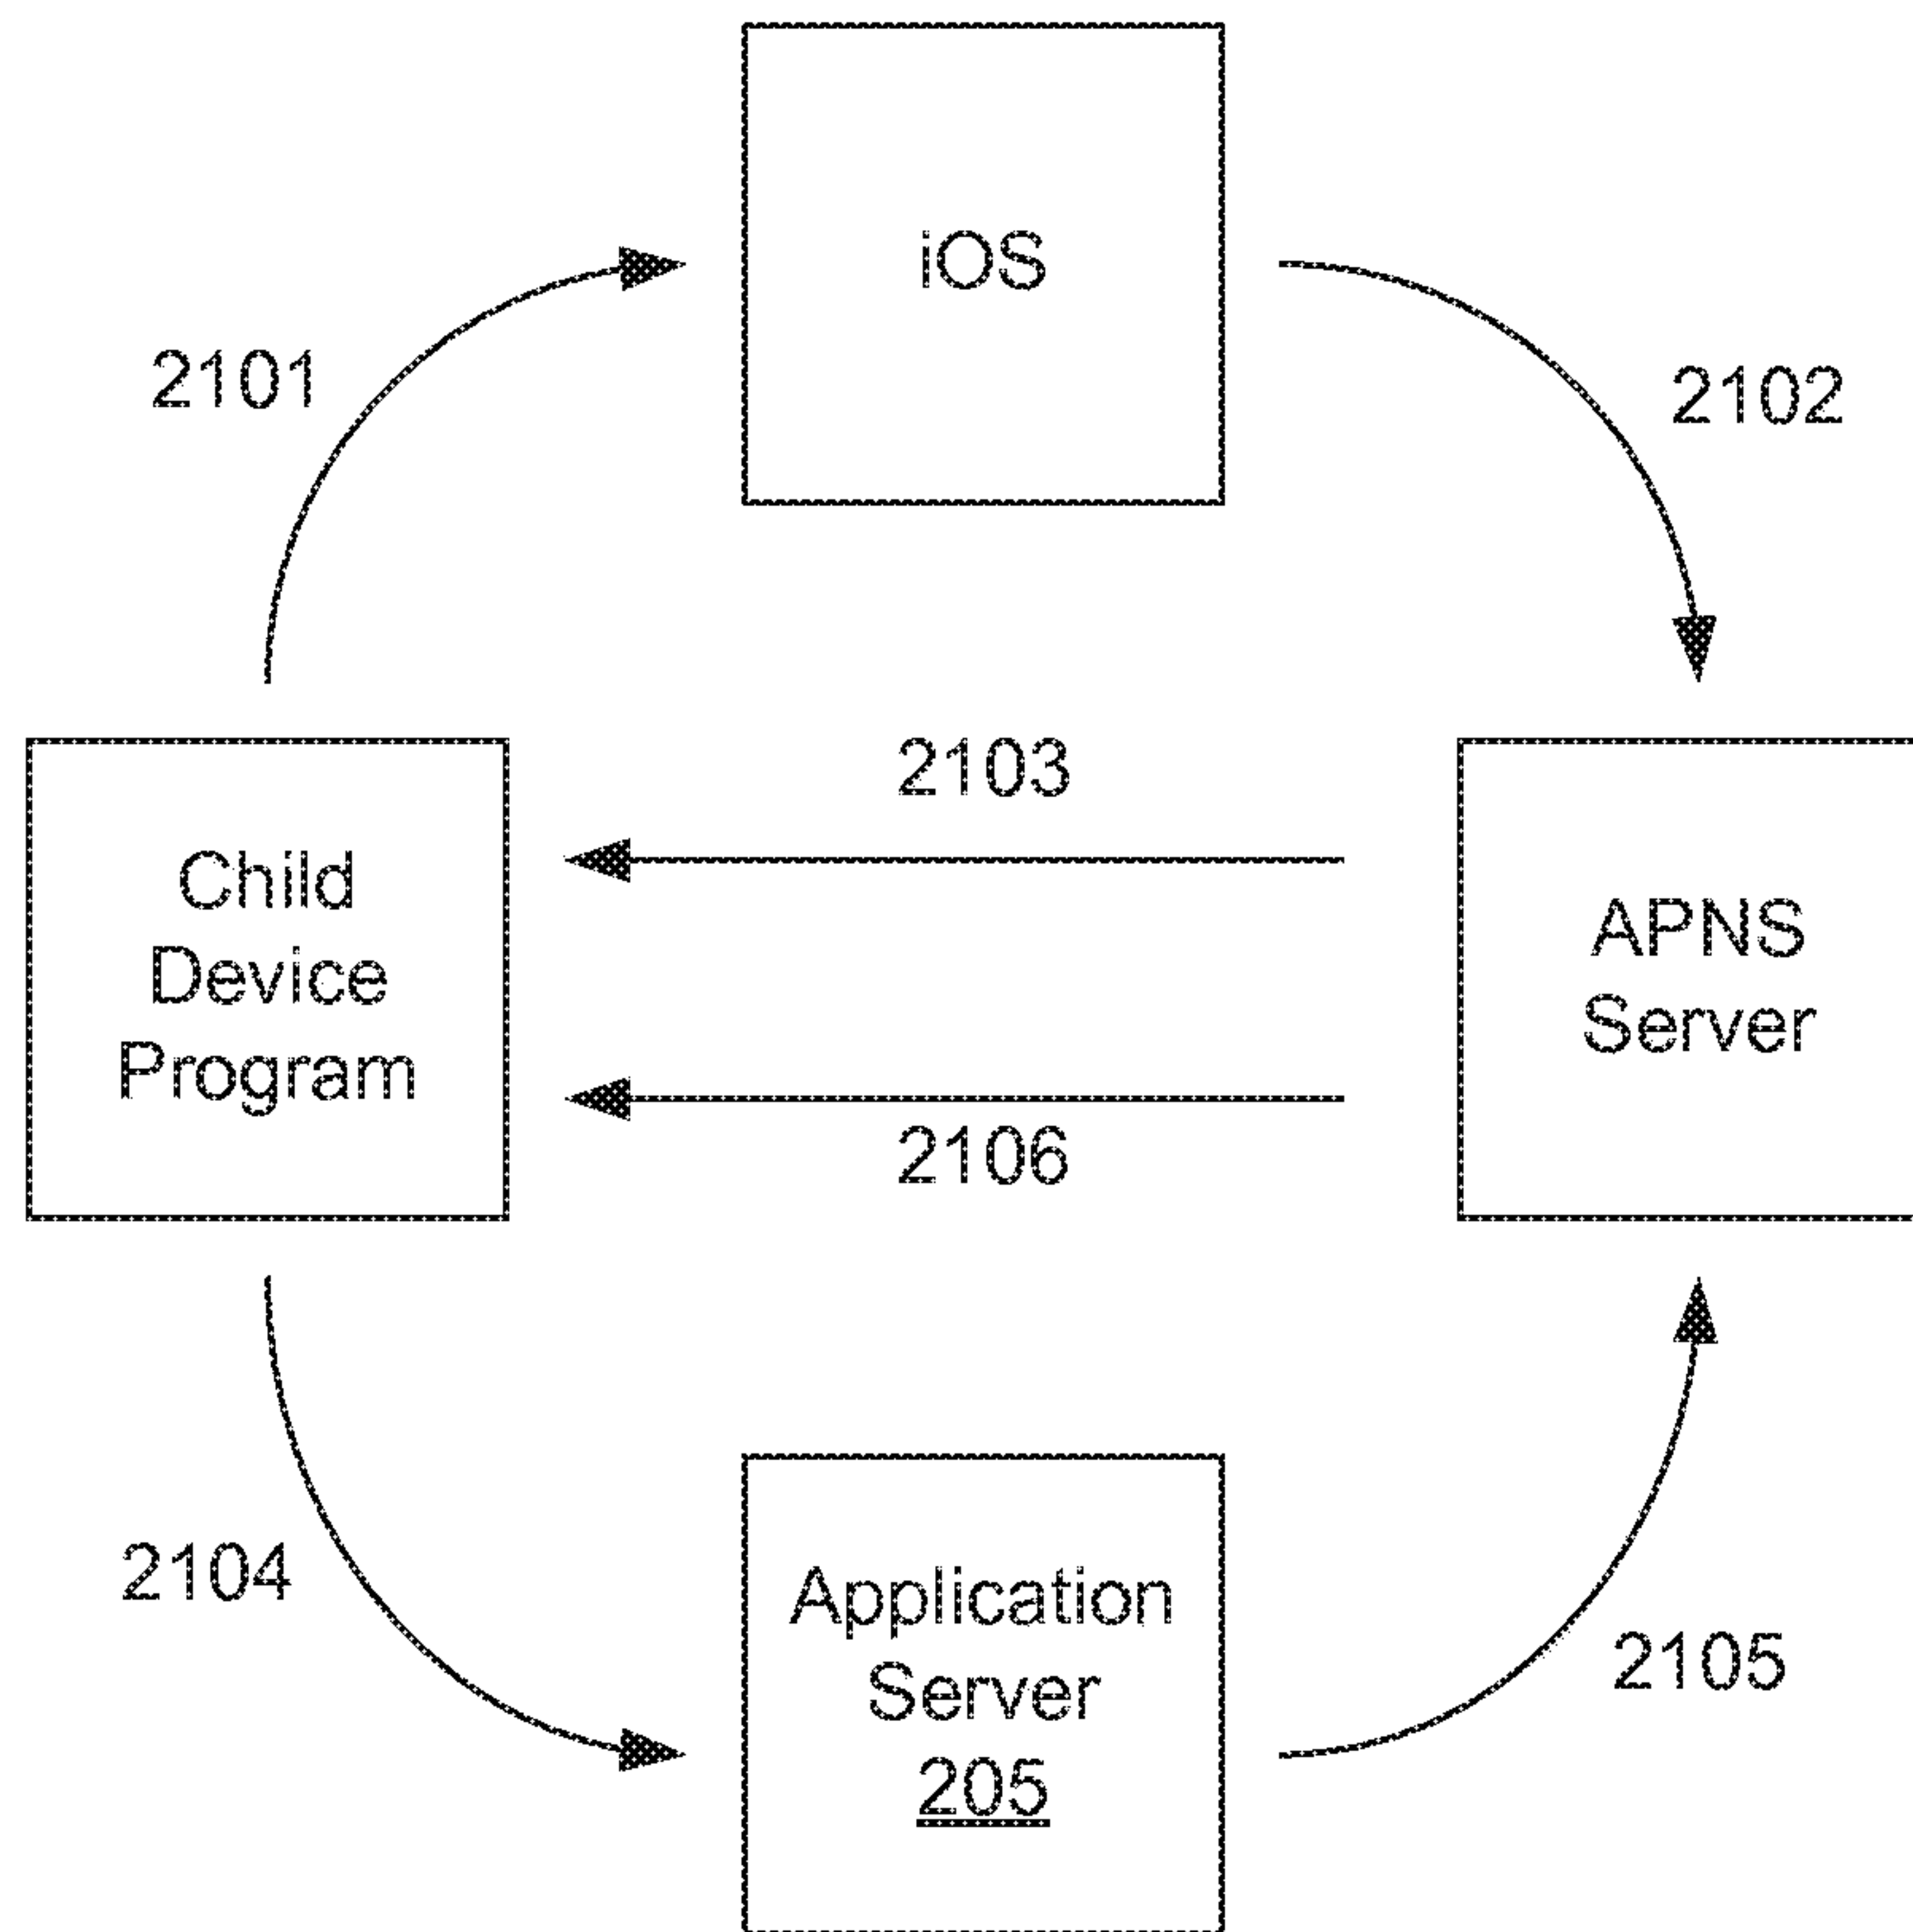 iOS
2101
2102
2103
Child
Device
Program
APNS
Server
2106
2104
Application
Server
205
2105